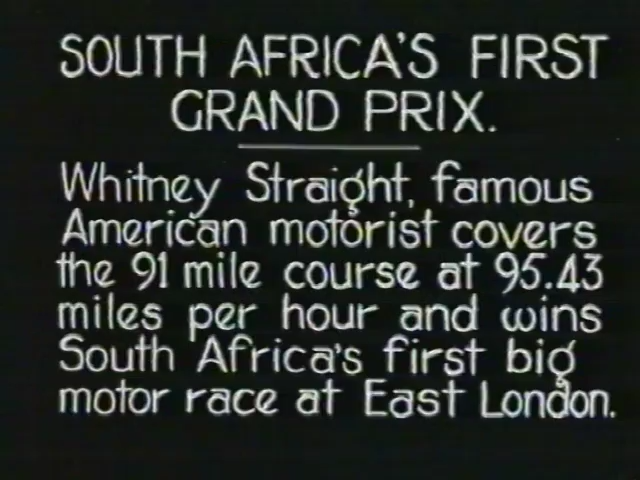 SOUTH AFRICA'S FIRST
GRAND PRIX.
Whitney Straight, famous
American motorist covers
the 91 mile course at 95.43
miles per hour and wins
South Africa's first big
motor race at East London.